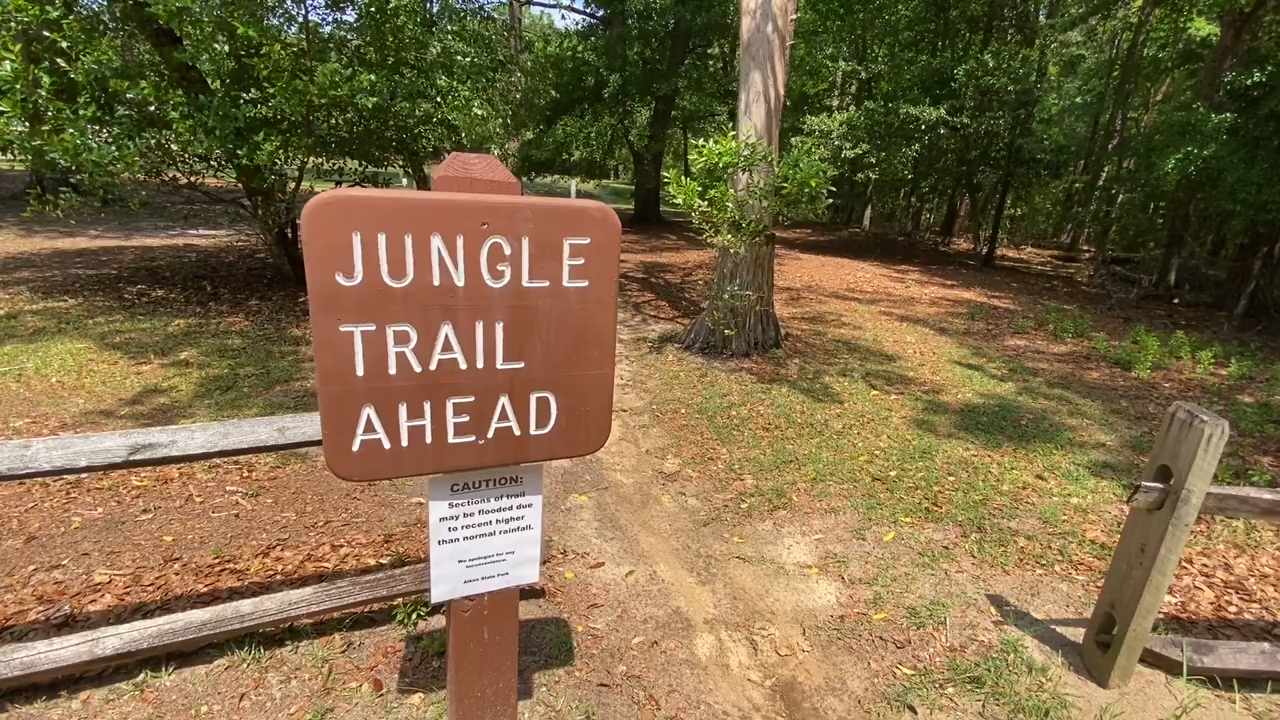 JUNGLE
TRAIL
AHEAD
CAUTION:
Sections of trail
may be flooded due
to recent higher
than normal rainfall.
We apologize for any
inconvenience.
Aiken State Park